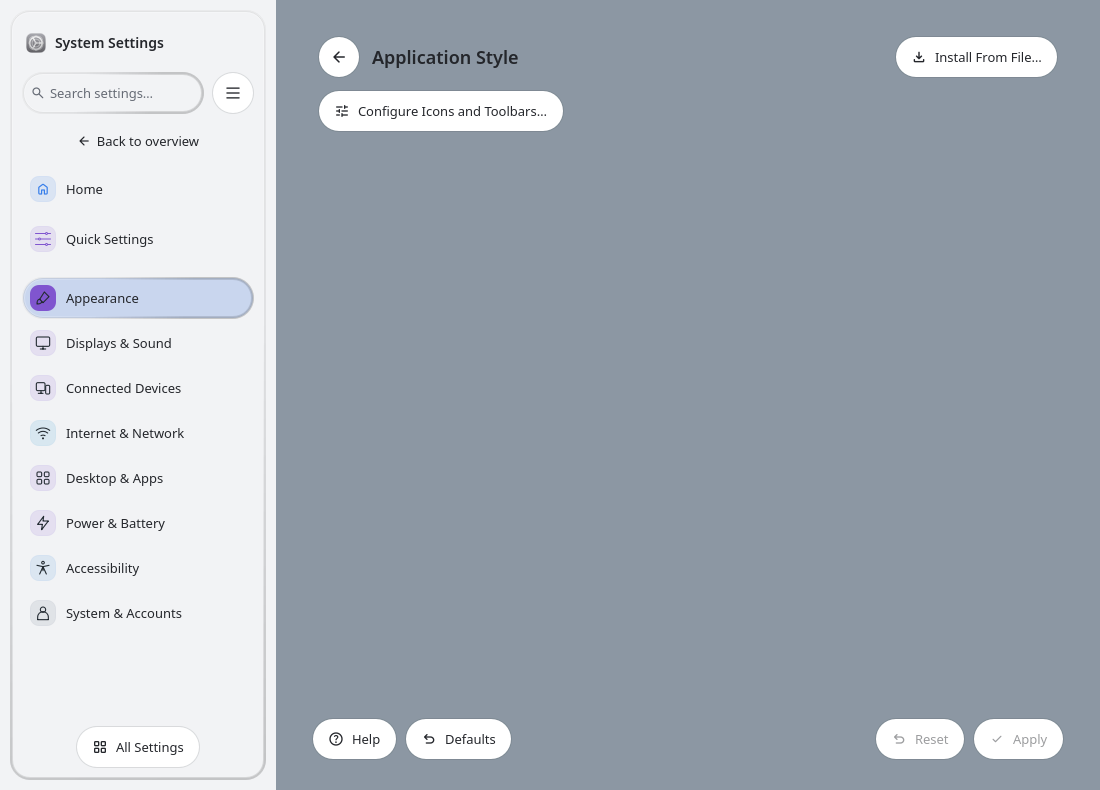 System Settings
Search settings...
Back to overview
Home
Quick Settings
Appearance
Displays & Sound
Connected Devices
Internet & Network
Desktop & Apps
Power & Battery
Accessibility
System & Accounts
All Settings
Application Style
Install From File...
Configure Icons and Toolbars...
Help
Defaults
Reset
Apply